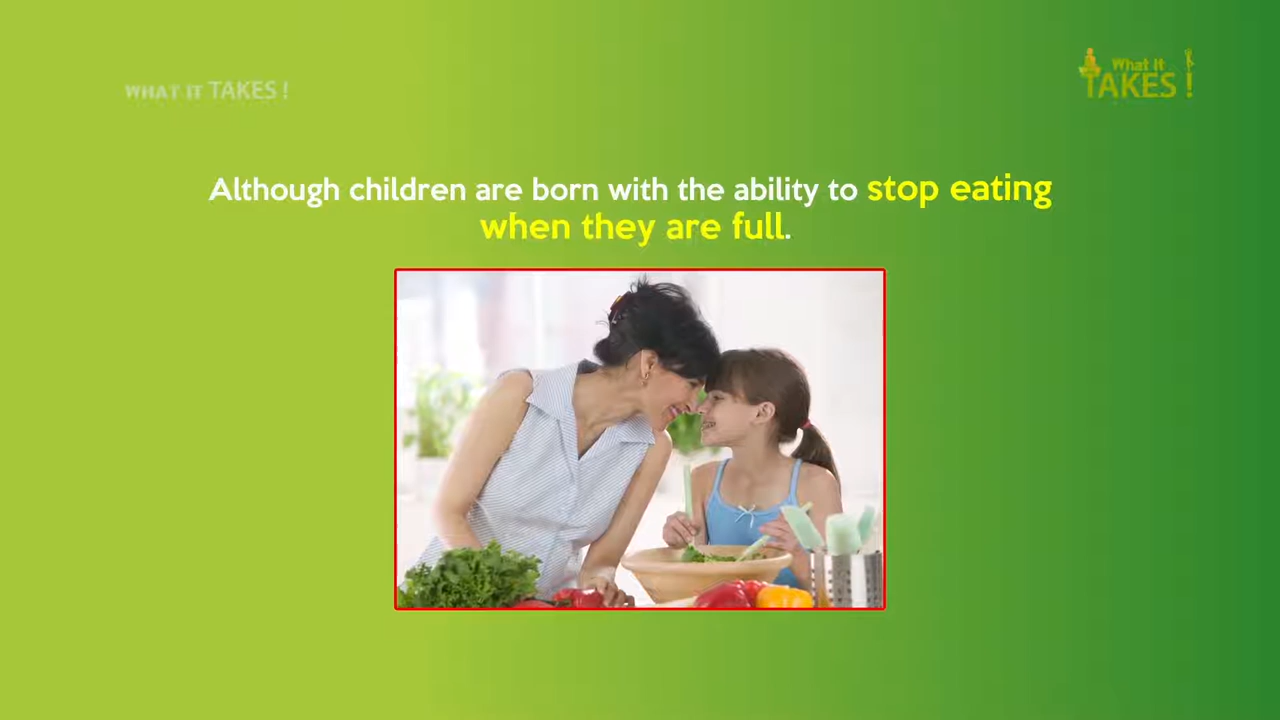 WHAT IT TAKES !
What It
TAKES !
Although children are born with the ability to stop eating
when they are full.